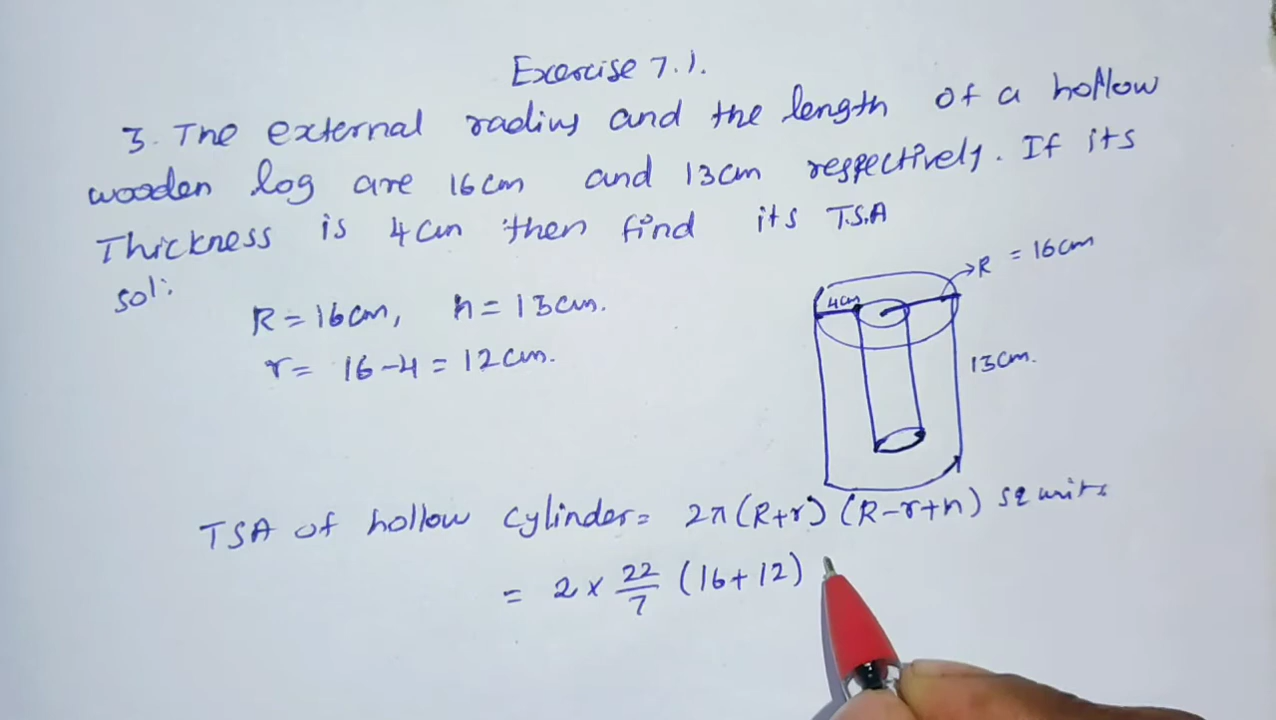 Exercise 7.1.
3. The external radius and the length of a hollow
wooden log are 16cm and 13cm respectively. If its
Thickness is 4cm then find its T.S.A
sol:
R = 16cm, h = 13cm.
r = 16-4 = 12cm.
4cm
R = 16cm
13cm.
TSA of hollow cylinder = 2π (R+r) (R-r+h) sq units
= 2 × 22/7 (16+12)